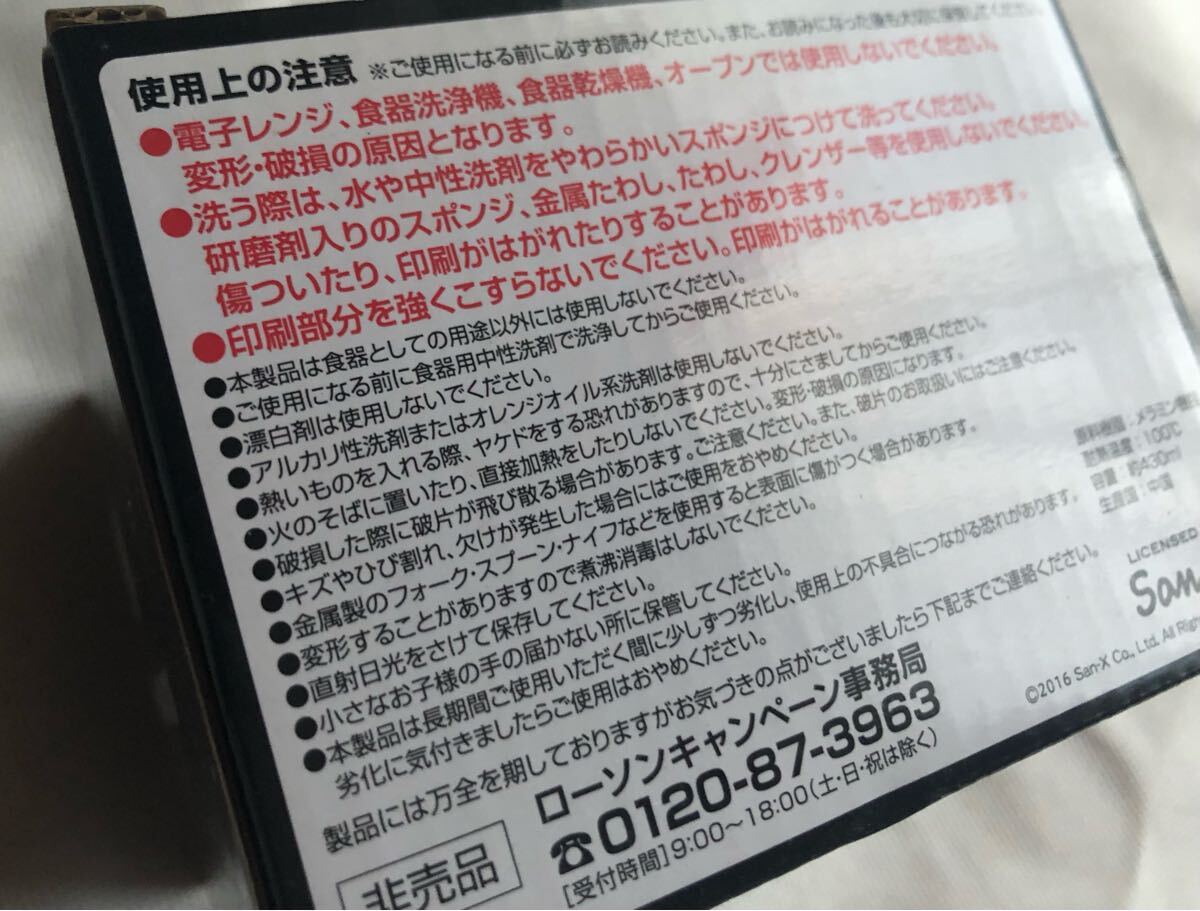 使用上の注意 ※ご使用になる前に必ずお読みください。また、お読みになった後も大切に保管してください。
●電子レンジ、食器洗浄機、食器乾燥機、オーブンでは使用しないでください。
変形・破損の原因となります。
●洗う際は、水や中性洗剤をやわらかいスポンジにつけて洗ってください。
研磨剤入りのスポンジ、金属たわし、たわし、クレンザー等を使用しないでください。
傷ついたり、印刷がはがれたりすることがあります。
●印刷部分を強くこすらないでください。印刷がはがれることがあります。
●本製品は食器としての用途以外には使用しないでください。
●ご使用になる前に食器用中性洗剤で洗浄してからご使用ください。
●漂白剤は使用しないでください。
●アルカリ性洗剤またはオレンジオイル系洗剤は使用しないでください。
●熱いものを入れる際、ヤケドをする恐れがありますので、十分にさましてからご使用ください。
●火のそばに置いたり、直接加熱をしたりしないでください。変形・破損の原因になります。
●破損した際に破片が飛び散る場合があります。ご注意ください。また、破片のお取扱いにはご注意ください。
●キズやひび割れ、欠けが発生した場合にはご使用をおやめください。
●金属製のフォーク・スプーン・ナイフなどを使用すると表面に傷がつく場合があります。
●変形することがありますので煮沸消毒はしないでください。
●直射日光をさけて保存してください。
●小さなお子様の手の届かない所に保管してください。
●本製品は長期間ご使用いただく間に少しずつ劣化し、使用上の不具合につながる恐れがあります。
劣化に気付きましたらご使用はおやめください。
製品には万全を期しておりますがお気づきの点がございましたら下記までご連絡ください。
ローソンキャンペーン事務局
☎0120-87-3963
[受付時間]9:00〜18:00(土・日・祝は除く)
非売品
原料樹脂：メラミン
耐熱温度：100℃
容量：約430ml
生産国：中国
LICENSED
San
©2016 San-X Co., Ltd. All Righ